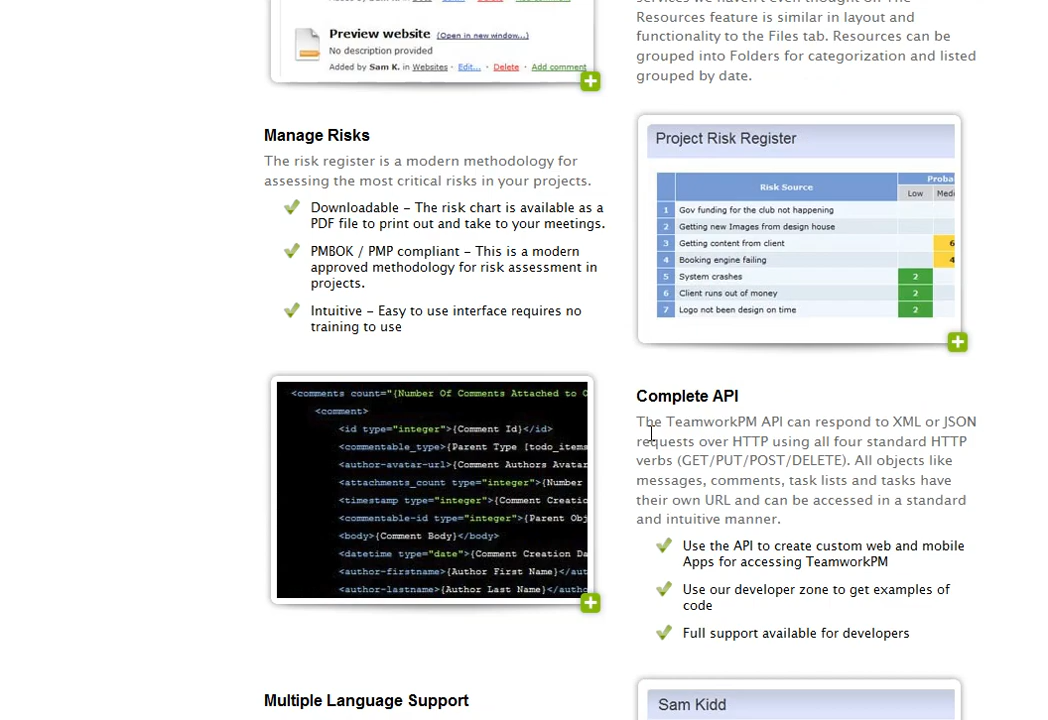 Preview website (Open in new window...)
No description provided
Added by Sam K. in Websites · Edit... · Delete · Add comment
Resources feature is similar in layout and
functionality to the Files tab. Resources can be
grouped into Folders for categorization and listed
grouped by date.
Manage Risks
The risk register is a modern methodology for
assessing the most critical risks in your projects.
Downloadable – The risk chart is available as a
PDF file to print out and take to your meetings.
PMBOK / PMP compliant – This is a modern
approved methodology for risk assessment in
projects.
Intuitive – Easy to use interface requires no
training to use
Project Risk Register
Risk Source
Proba
Low Medi
1 Gov funding for the club not happening
2 Getting new Images from design house
3 Getting content from client 6
4 Booking engine failing 4
5 System crashes 2
6 Client runs out of money 2
7 Logo not been design on time 2
<comments count="{Number Of Comments Attached to O
<comment>
<id type="integer">{Comment Id}</id>
<commentable_type>{Parent Type [todo_items
<author-avatar-url>{Comment Authors Avatar
<attachments_count type="integer">{Number
<timestamp type="integer">{Comment Creatio
<commentable-id type="integer">{Parent Obj
<body>{Comment Body}</body>
<datetime type="date">{Comment Creation Da
<author-firstname>{Author First Name}</aut
<author-lastname>{Author Last Name}</autho
Complete API
The TeamworkPM API can respond to XML or JSON
requests over HTTP using all four standard HTTP
verbs (GET/PUT/POST/DELETE). All objects like
messages, comments, task lists and tasks have
their own URL and can be accessed in a standard
and intuitive manner.
Use the API to create custom web and mobile
Apps for accessing TeamworkPM
Use our developer zone to get examples of
code
Full support available for developers
Multiple Language Support
Sam Kidd